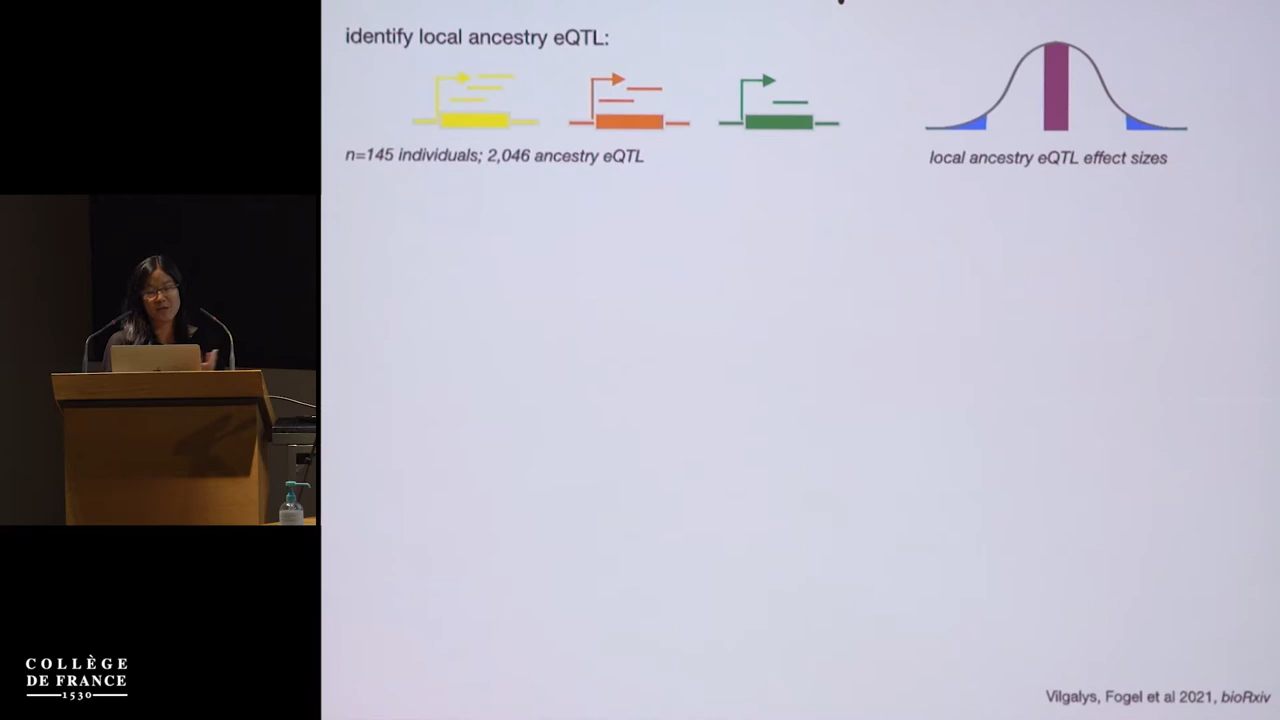 identify local ancestry eQTL:
n=145 individuals; 2,046 ancestry eQTL
local ancestry eQTL effect sizes
COLLÈGE
DE FRANCE
1530
Vilgalys, Fogel et al 2021, bioRxiv